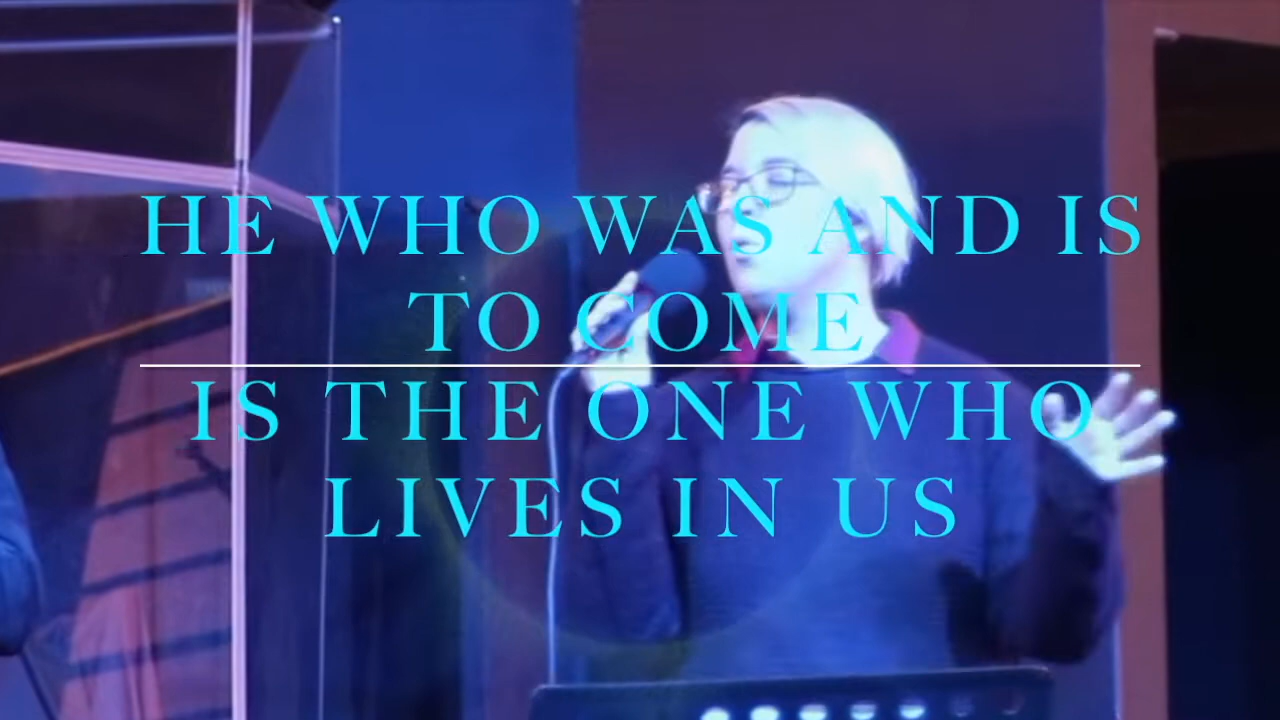 HE WHO WAS AND IS
TO COME
IS THE ONE WHO
LIVES IN US